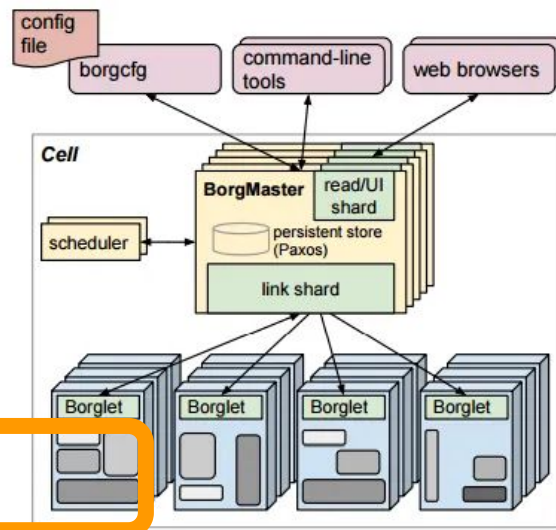 config
file
borgcfg
command-line
tools
web browsers
Cell
BorgMaster
read/UI
shard
persistent store
(Paxos)
scheduler
link shard
Borglet
Borglet
Borglet
Borglet